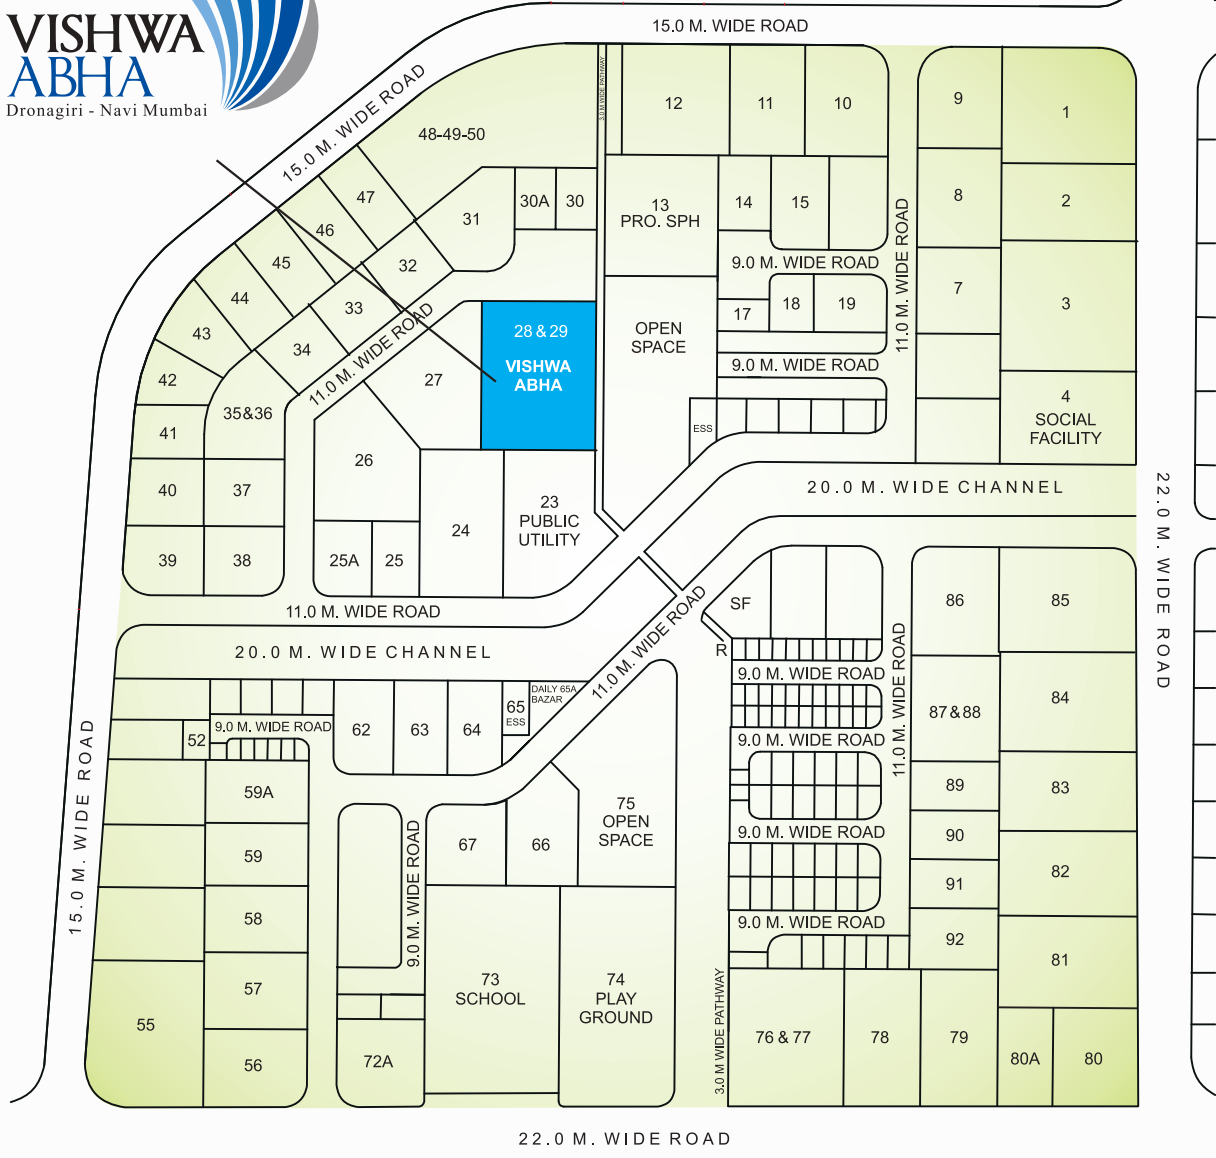 VISHWA
ABHA
Dronagiri - Navi Mumbai
15.0 M. WIDE ROAD
15.0 M. WIDE ROAD
3.0 M.WIDE PATHWAY
12
11
10
9
1
48-49-50
47
46
45
44
43
42
41
40
39
31
30A
30
32
33
34
35&36
37
38
13
PRO. SPH
14
15
8
2
9.0 M. WIDE ROAD
11.0 M. WIDE ROAD
7
3
17
18
19
OPEN
SPACE
9.0 M. WIDE ROAD
ESS
4
SOCIAL
FACILITY
11.0 M. WIDE ROAD
28 & 29
VISHWA
ABHA
27
26
25A
25
24
23
PUBLIC
UTILITY
20.0 M. WIDE CHANNEL
22.0 M. WIDE ROAD
11.0 M. WIDE ROAD
20.0 M. WIDE CHANNEL
11.0 M. WIDE ROAD
SF
R
86
85
9.0 M. WIDE ROAD
11.0 M. WIDE ROAD
87&88
84
9.0 M. WIDE ROAD
89
83
9.0 M. WIDE ROAD
90
91
82
9.0 M. WIDE ROAD
92
81
15.0 M. WIDE ROAD
52
9.0 M. WIDE ROAD
62
63
64
65
ESS
DAILY 65A
BAZAR
59A
59
58
57
56
55
9.0 M. WIDE ROAD
67
66
75
OPEN
SPACE
73
SCHOOL
74
PLAY
GROUND
72A
3.0 M WIDE PATHWAY
76 & 77
78
79
80A
80
22.0 M. WIDE ROAD